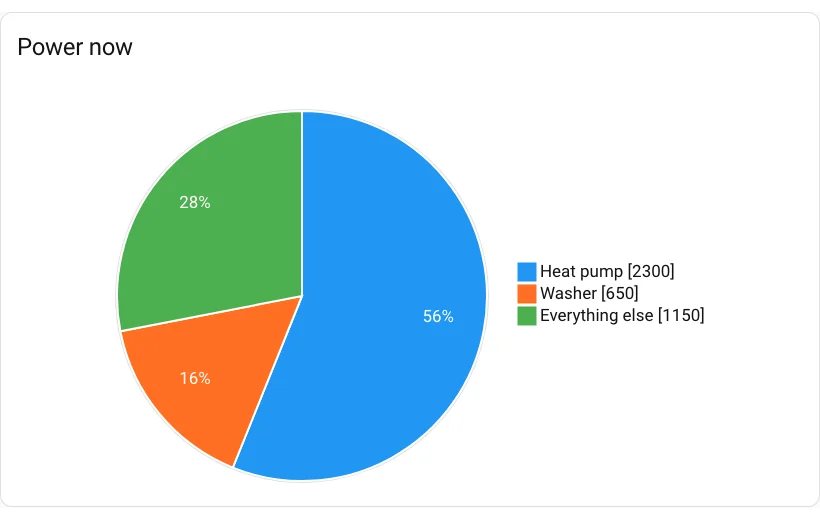 Power now
28%
56%
16%
Heat pump [2300]
Washer [650]
Everything else [1150]